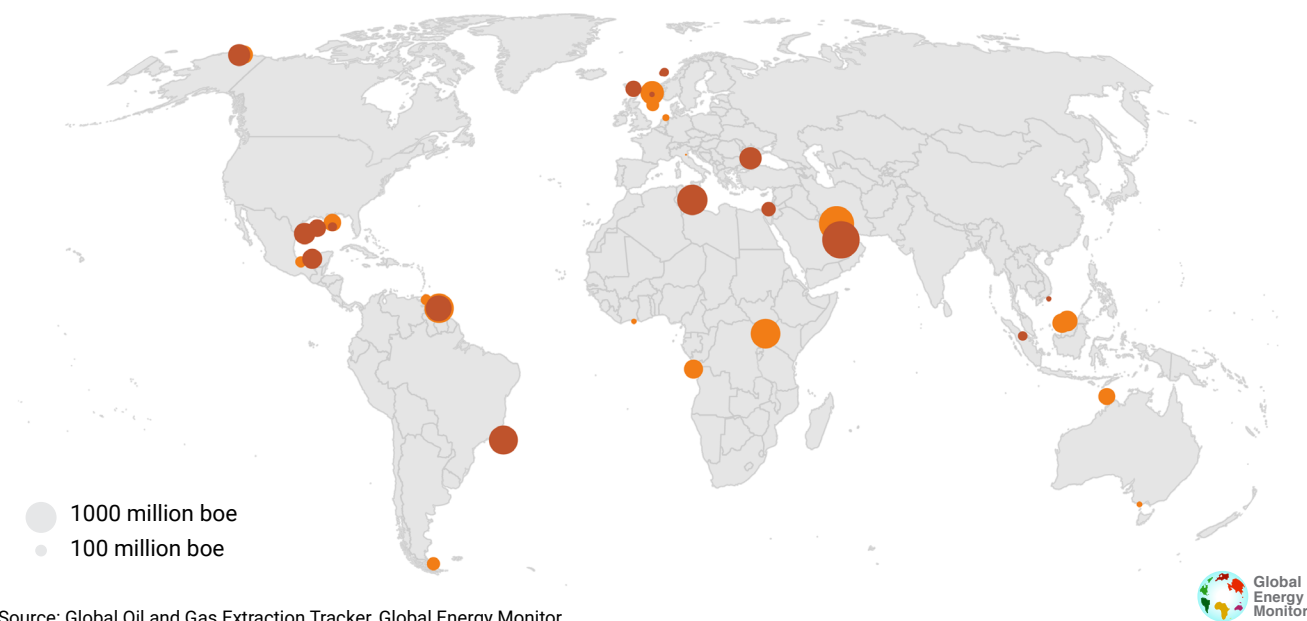 1000 million boe
100 million boe
Source: Global Oil and Gas Extraction Tracker, Global Energy Monitor
Global
Energy
Monitor